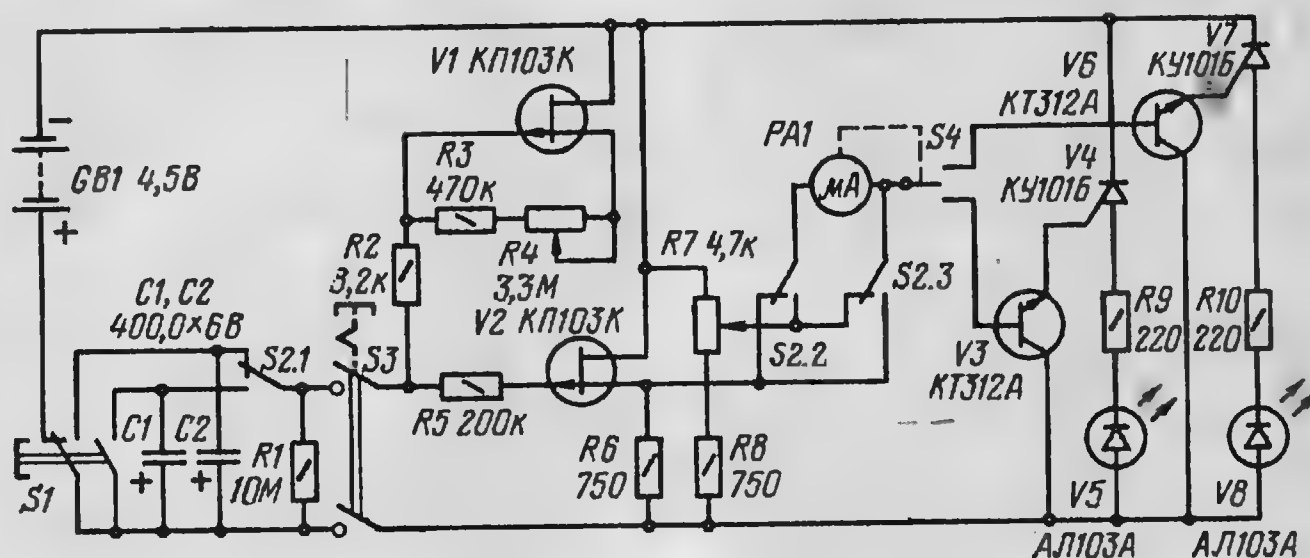 V1 КП103К
V7
КУ101Б
V6
КТ312А
−
GB1 4,5В
+
R3
470к
PA1
S4
V4
КУ101Б
μА
R2
8,2к
R4
3,3М
R7 4,7к
S2.3
C1, C2
400,0×6В
V2 КП103К
R9
220
R10
220
S2.1
S3
S2.2
V3
КТ312А
R5 200к
C1
C2
R1
10М
R6
750
R8
750
+
+
S1
V5
V8
АЛ103А
АЛ103А